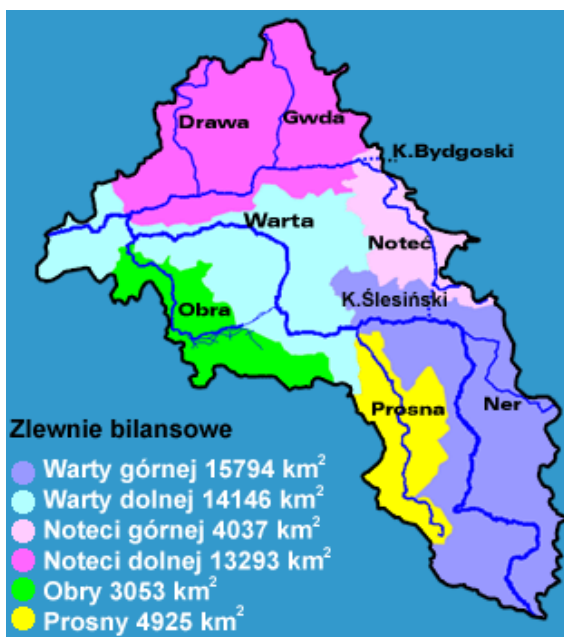 Drawa
Gwda
K.Bydgoski
Warta
Noteć
K.Ślesiński
Obra
Prosna
Ner
Zlewnie bilansowe
Warty górnej 15794 km²
Warty dolnej 14146 km²
Noteci górnej 4037 km²
Noteci dolnej 13293 km²
Obry 3053 km²
Prosny 4925 km²